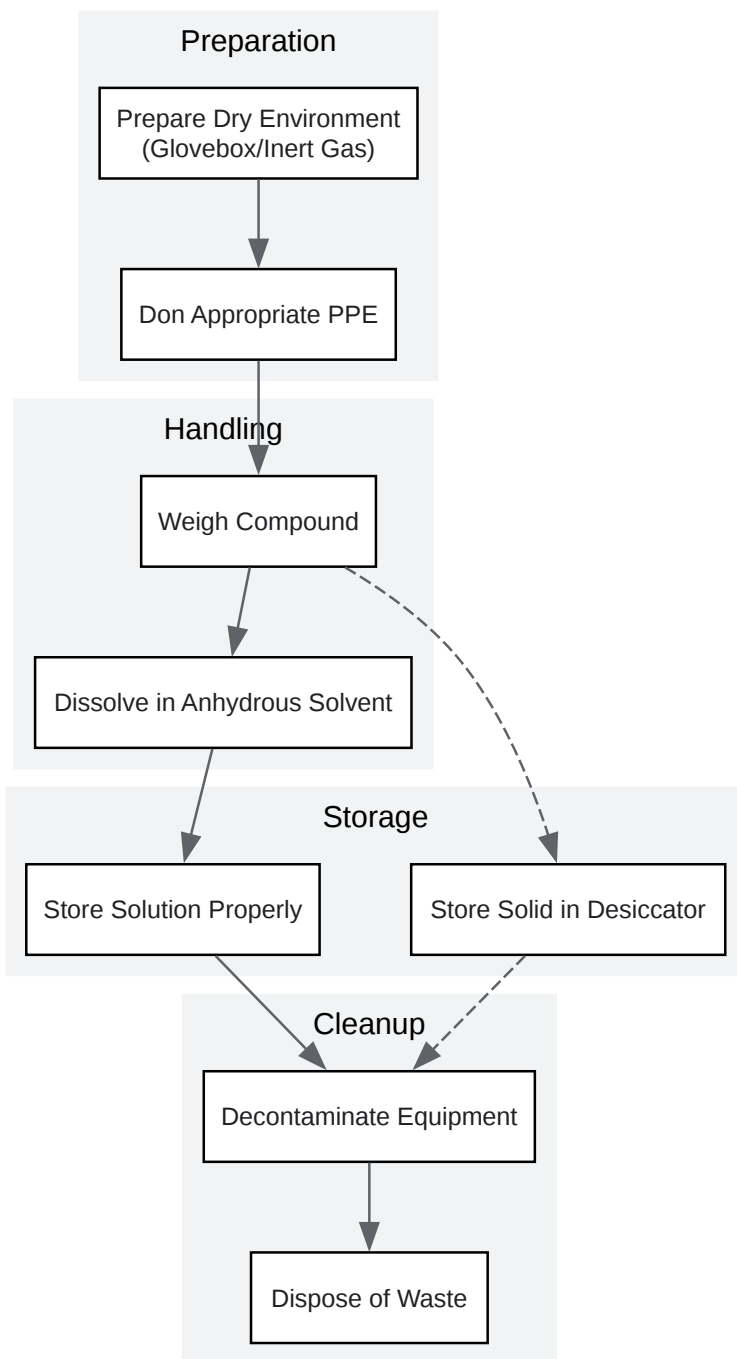 Preparation
Prepare Dry Environment
(Glovebox/Inert Gas)
Don Appropriate PPE
Handling
Weigh Compound
Dissolve in Anhydrous Solvent
Storage
Store Solution Properly
Store Solid in Desiccator
Cleanup
Decontaminate Equipment
Dispose of Waste